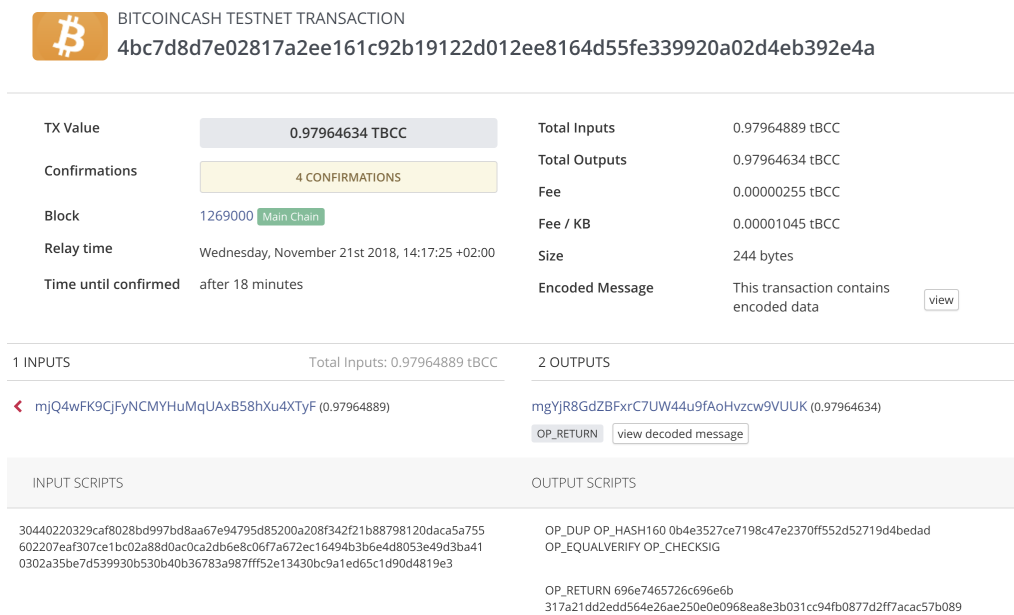 BITCOINCASH TESTNET TRANSACTION
4bc7d8d7e02817a2ee161c92b19122d012ee8164d55fe339920a02d4eb392e4a
TX Value
0.97964634 TBCC
Confirmations
4 CONFIRMATIONS
Block
1269000 Main Chain
Relay time
Wednesday, November 21st 2018, 14:17:25 +02:00
Time until confirmed
after 18 minutes
Total Inputs
0.97964889 tBCC
Total Outputs
0.97964634 tBCC
Fee
0.00000255 tBCC
Fee / KB
0.00001045 tBCC
Size
244 bytes
Encoded Message
This transaction contains
encoded data
view
1 INPUTS
Total Inputs: 0.97964889 tBCC
mjQ4wFK9CjFyNCMYHuMqUAxB58hXu4XTyF (0.97964889)
2 OUTPUTS
mgYjR8GdZBFxrC7UW44u9fAoHvzcw9VUUK (0.97964634)
OP_RETURN view decoded message
INPUT SCRIPTS
30440220329caf8028bd997bd8aa67e94795d85200a208f342f21b88798120daca5a755
602207eaf307ce1bc02a88d0ac0ca2db6e8c06f7a672ec16494b3b6e4d8053e49d3ba41
0302a35be7d539930b530b40b36783a987fff52e13430bc9a1ed65c1d90d4819e3
OUTPUT SCRIPTS
OP_DUP OP_HASH160 0b4e3527ce7198c47e2370ff552d52719d4bedad
OP_EQUALVERIFY OP_CHECKSIG
OP_RETURN 696e7465726c696e6b
317a21dd2edd564e26ae250e0e0968ea8e3b031cc94fb0877d2ff7acac57b089